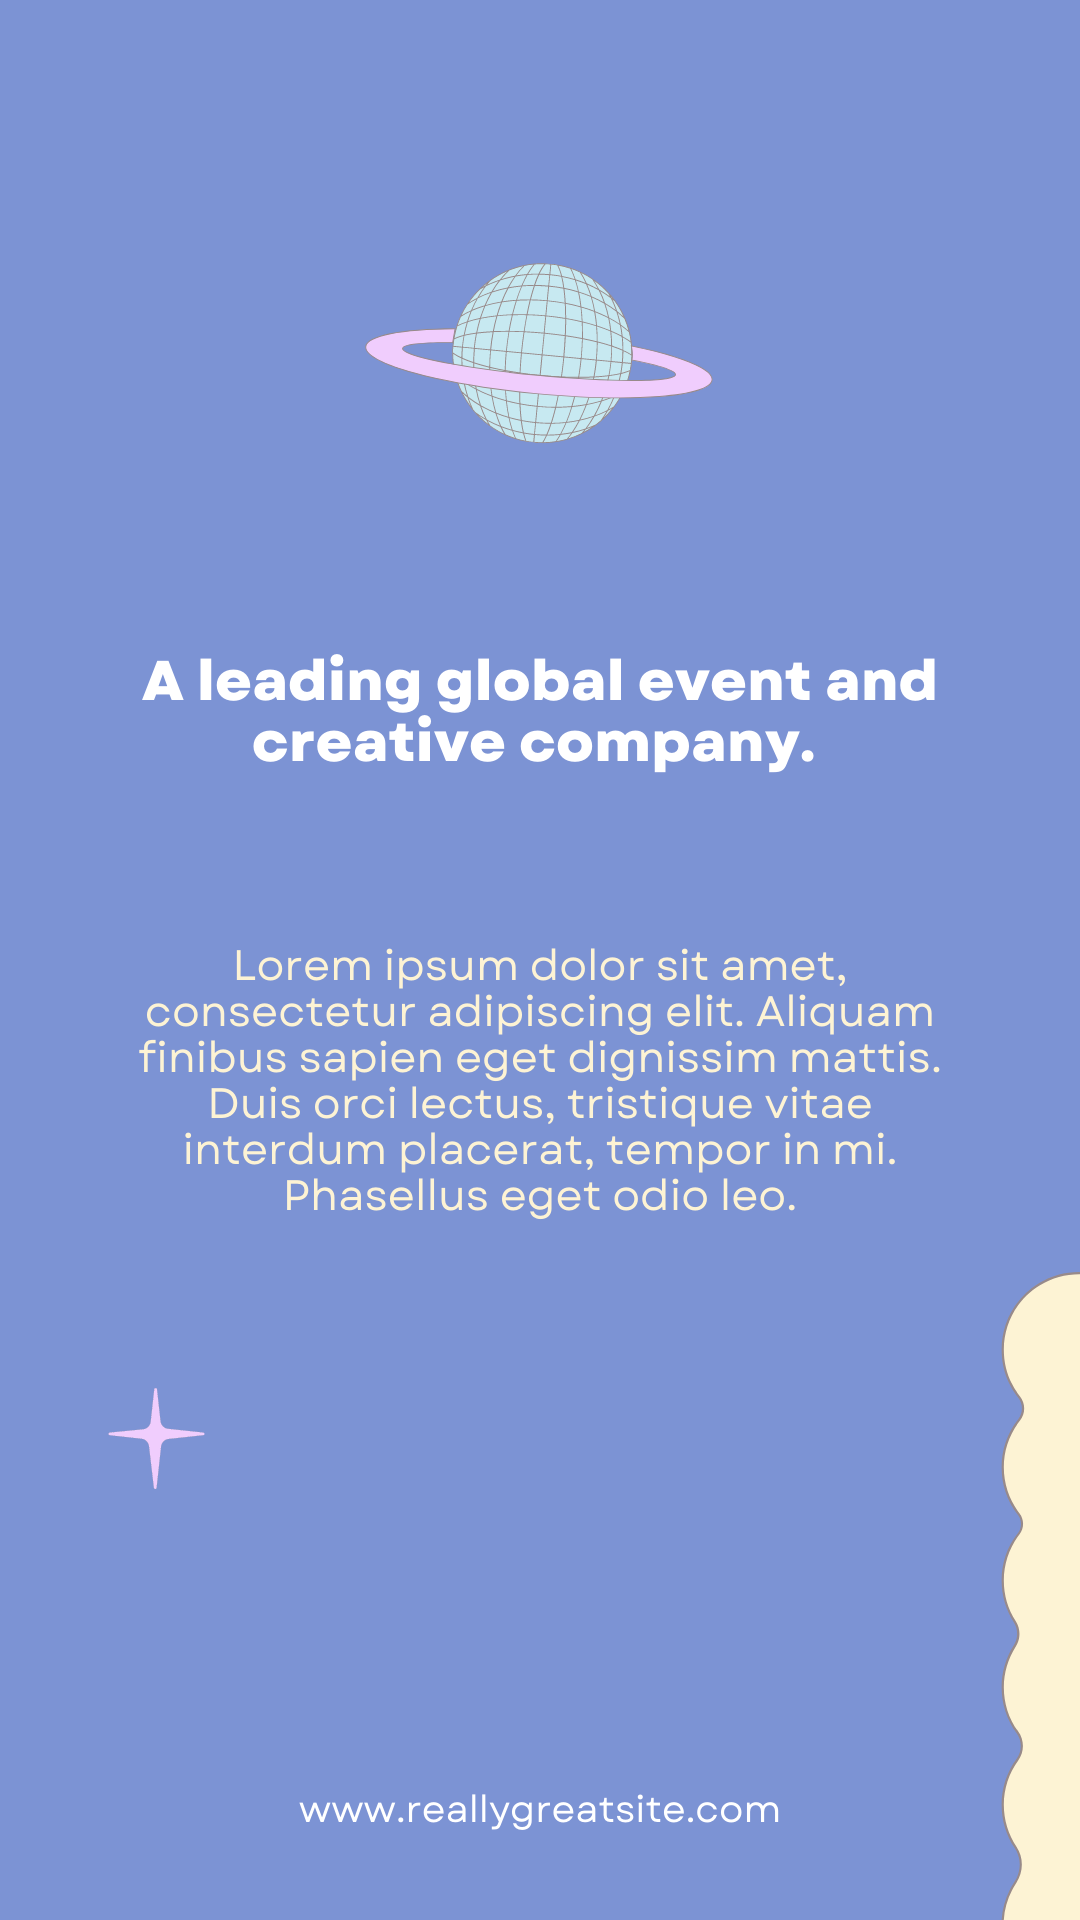 A leading global event and
creative company.
Lorem ipsum dolor sit amet,
consectetur adipiscing elit. Aliquam
finibus sapien eget dignissim mattis.
Duis orci lectus, tristique vitae
interdum placerat, tempor in mi.
Phasellus eget odio leo.
www.reallygreatsite.com